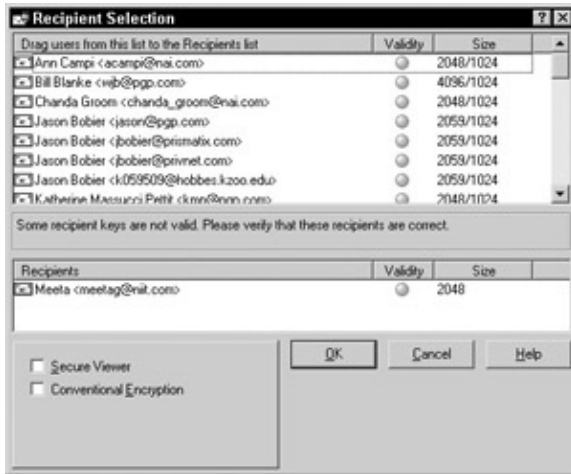 Recipient Selection
Drag users from this list to the Recipients list Validity Size
Ann Campi <acampi@nai.com> 2048/1024
Bill Blanke <wjb@pgp.com> 4096/1024
Chanda Groom <chanda_groom@nai.com> 2048/1024
Jason Bobier <jason@pgp.com> 2059/1024
Jason Bobier <jbobier@prismatix.com> 2059/1024
Jason Bobier <jbobier@privnet.com> 2059/1024
Jason Bobier <k059509@hobbes.kzoo.edu> 2059/1024
Katherine Massucci Pettit <kmp@pgp.com> 2048/1024
Some recipient keys are not valid. Please verify that these recipients are correct.
Recipients Validity Size
Meeta <meetag@niit.com> 2048
OK Cancel Help
Secure Viewer
Conventional Encryption